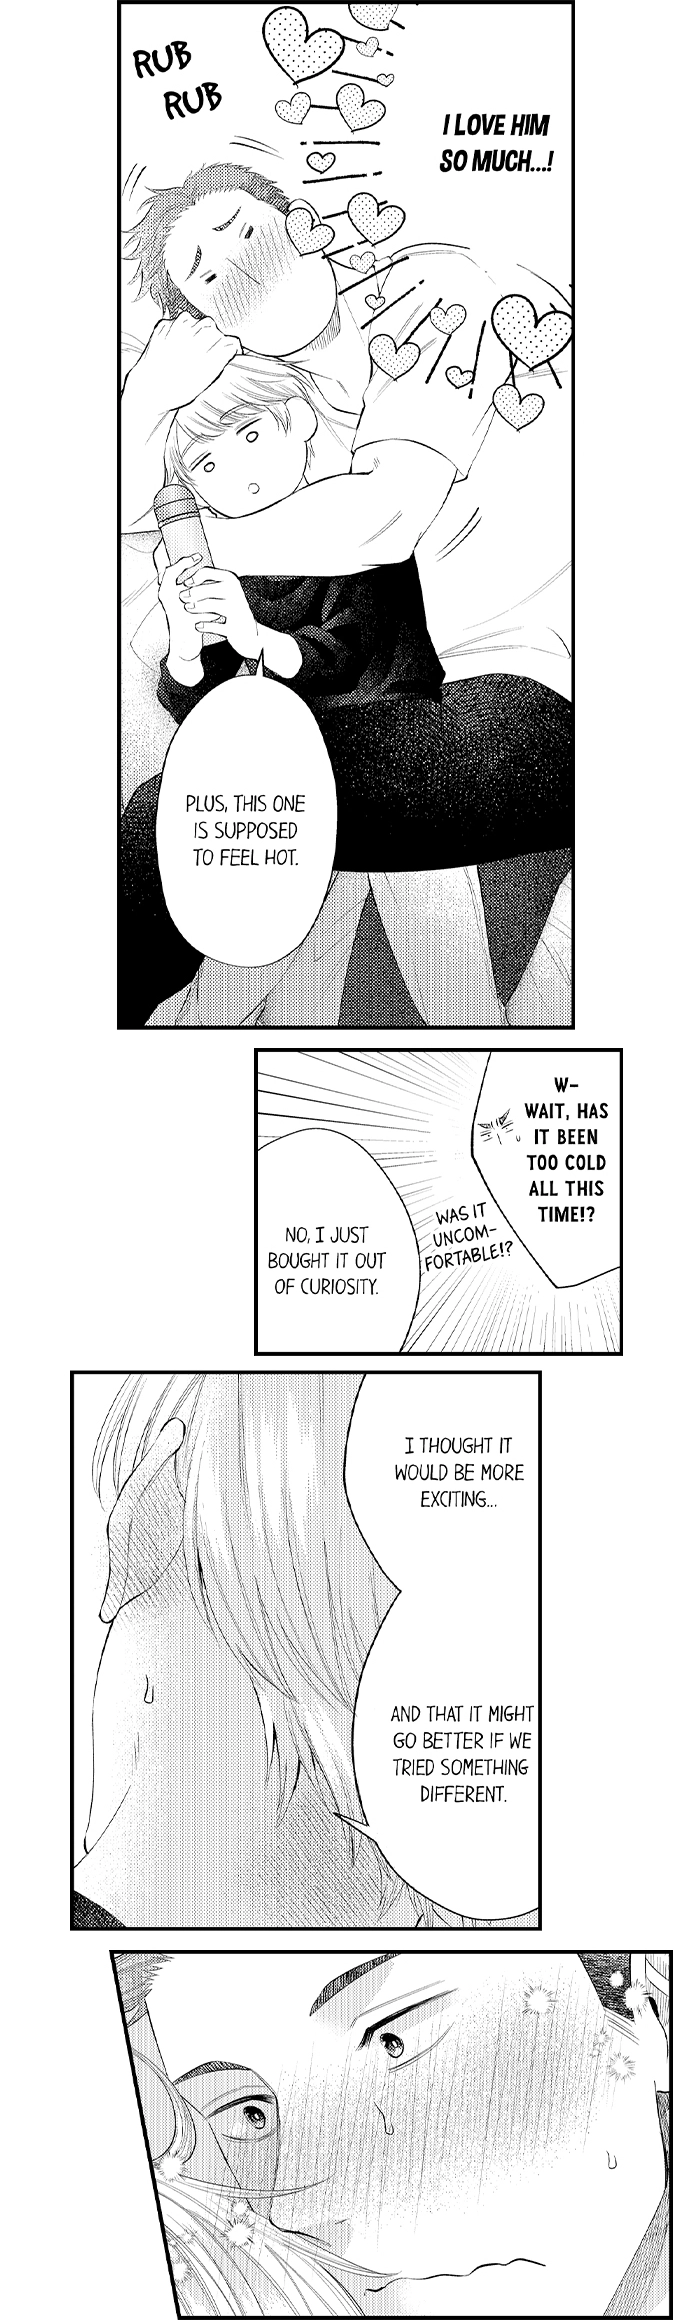 RUB
RUB
I LOVE HIM
SO MUCH...!
PLUS, THIS ONE
IS SUPPOSED
TO FEEL HOT.
W-
WAIT, HAS
IT BEEN
TOO COLD
ALL THIS
TIME!?
WAS IT
UNCOM-
FORTABLE!?
NO, I JUST
BOUGHT IT OUT
OF CURIOSITY.
I THOUGHT IT
WOULD BE MORE
EXCITING...
AND THAT IT MIGHT
GO BETTER IF WE
TRIED SOMETHING
DIFFERENT.